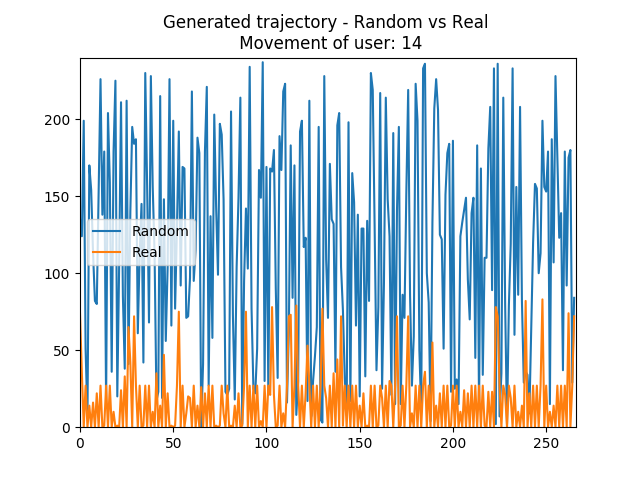 Generated trajectory - Random vs Real
Movement of user: 14
200
150
100
50
0
Random
Real
0 50 100 150 200 250